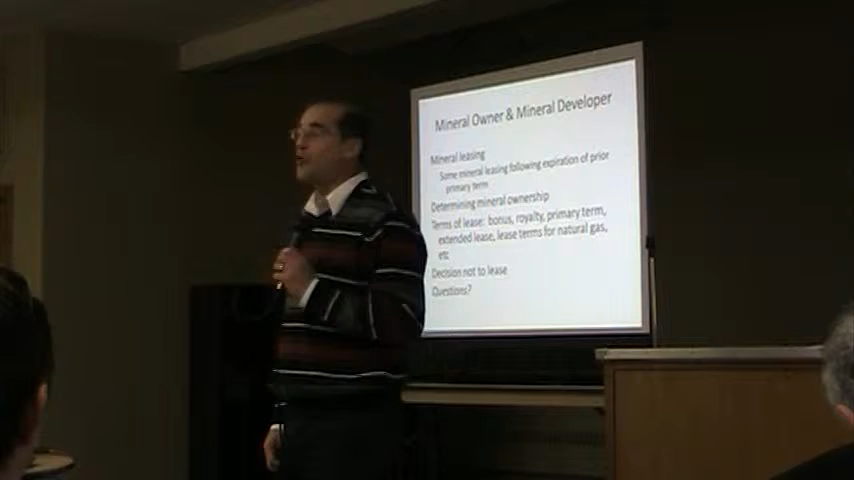 Mineral Owner & Mineral Developer
Mineral leasing
Some mineral leasing following expiration of prior
primary term
Determining mineral ownership
Terms of lease: bonus, royalty, primary term,
extended lease, lease terms for natural gas,
etc
Decision not to lease
Questions?